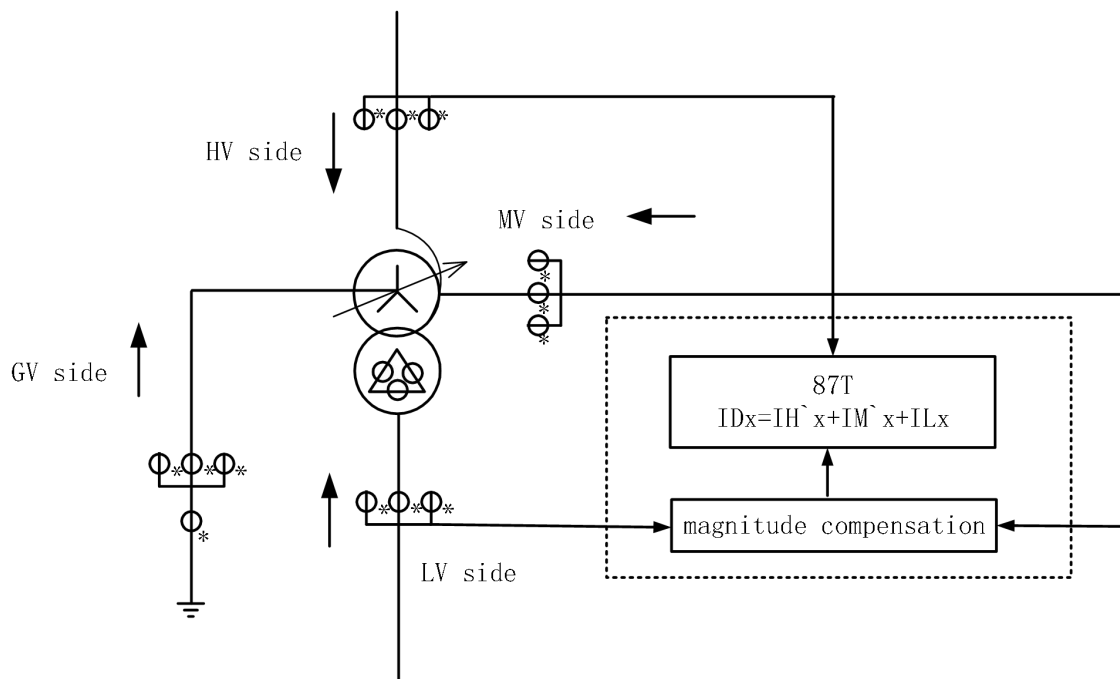 HV side
MV side
GV side
87T
IDx=IH`x+IM`x+ILx
magnitude compensation
LV side